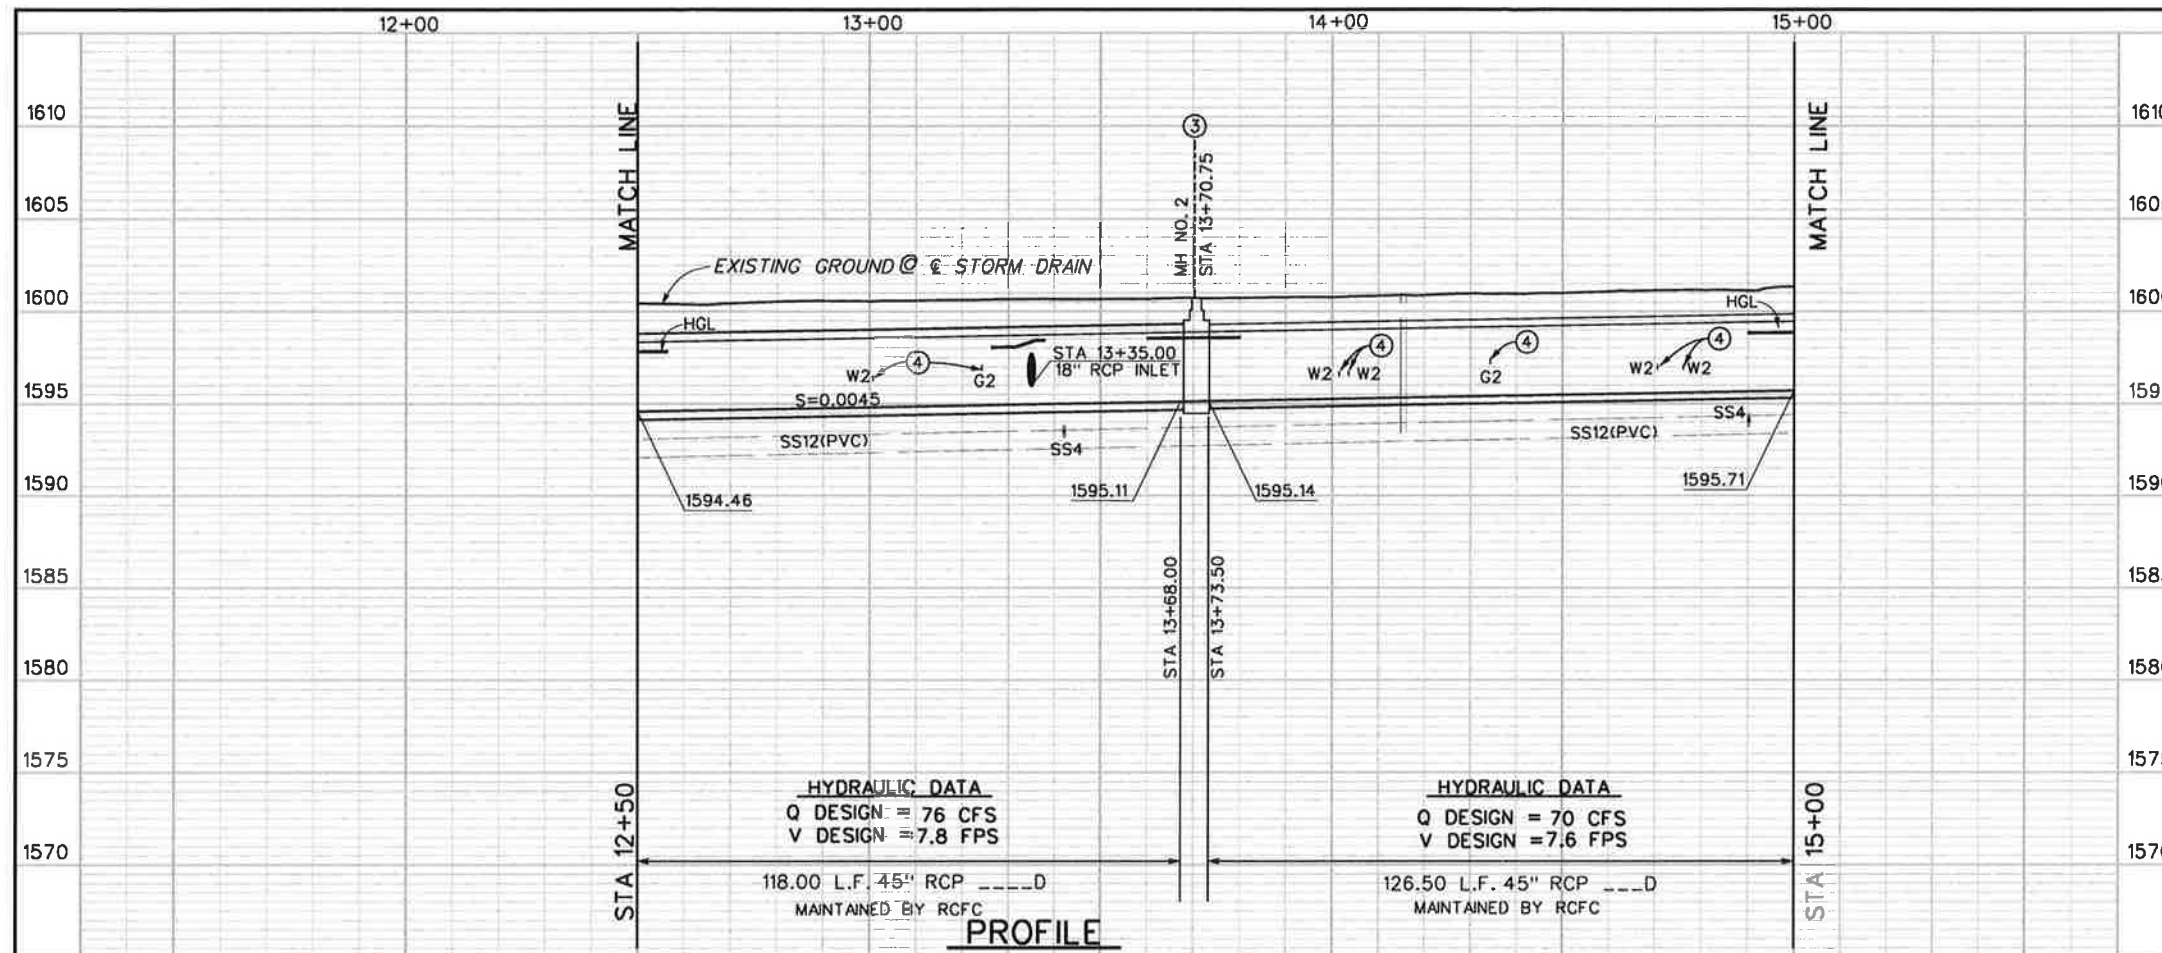 12+00 13+00 14+00 15+00
1610
1605
1600
1595
1590
1585
1580
1575
1570
MATCH LINE
STA 12+50
EXISTING GROUND @ ℄ STORM DRAIN
HGL
W2
4
G2
S=0.0045
STA 13+35.00
18" RCP INLET
SS12(PVC)
SS4
1594.46
1595.11
3
MH NO. 2
STA 13+70.75
1595.14
STA 13+68.00
STA 13+73.50
W2
W2
4
G2
4
W2
W2
4
HGL
SS12(PVC)
SS4
1595.71
MATCH LINE
STA 15+00
HYDRAULIC DATA
Q DESIGN = 76 CFS
V DESIGN =7.8 FPS
118.00 L.F. 45" RCP ____D
MAINTAINED BY RCFC
HYDRAULIC DATA
Q DESIGN = 70 CFS
V DESIGN =7.6 FPS
126.50 L.F. 45" RCP ___D
MAINTAINED BY RCFC
PROFILE
1610